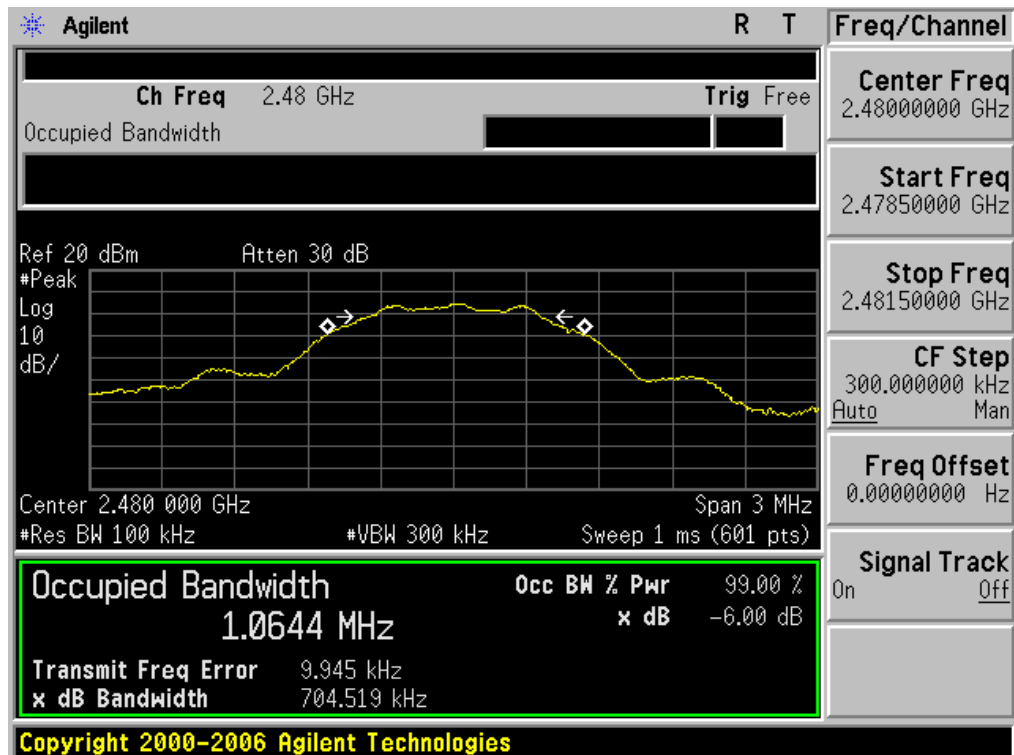 Agilent R T
Freq/Channel
Ch Freq 2.48 GHz Trig Free
Occupied Bandwidth
Center Freq
2.48000000 GHz
Start Freq
2.47850000 GHz
Stop Freq
2.48150000 GHz
CF Step
300.000000 kHz
Auto Man
Freq Offset
0.00000000 Hz
Signal Track
On Off
Ref 20 dBm Atten 30 dB
#Peak
Log
10
dB/
Center 2.480 000 GHz Span 3 MHz
#Res BW 100 kHz #VBW 300 kHz Sweep 1 ms (601 pts)
Occupied Bandwidth
1.0644 MHz
Occ BW % Pwr 99.00 %
x dB -6.00 dB
Transmit Freq Error 9.945 kHz
x dB Bandwidth 704.519 kHz
Copyright 2000-2006 Agilent Technologies